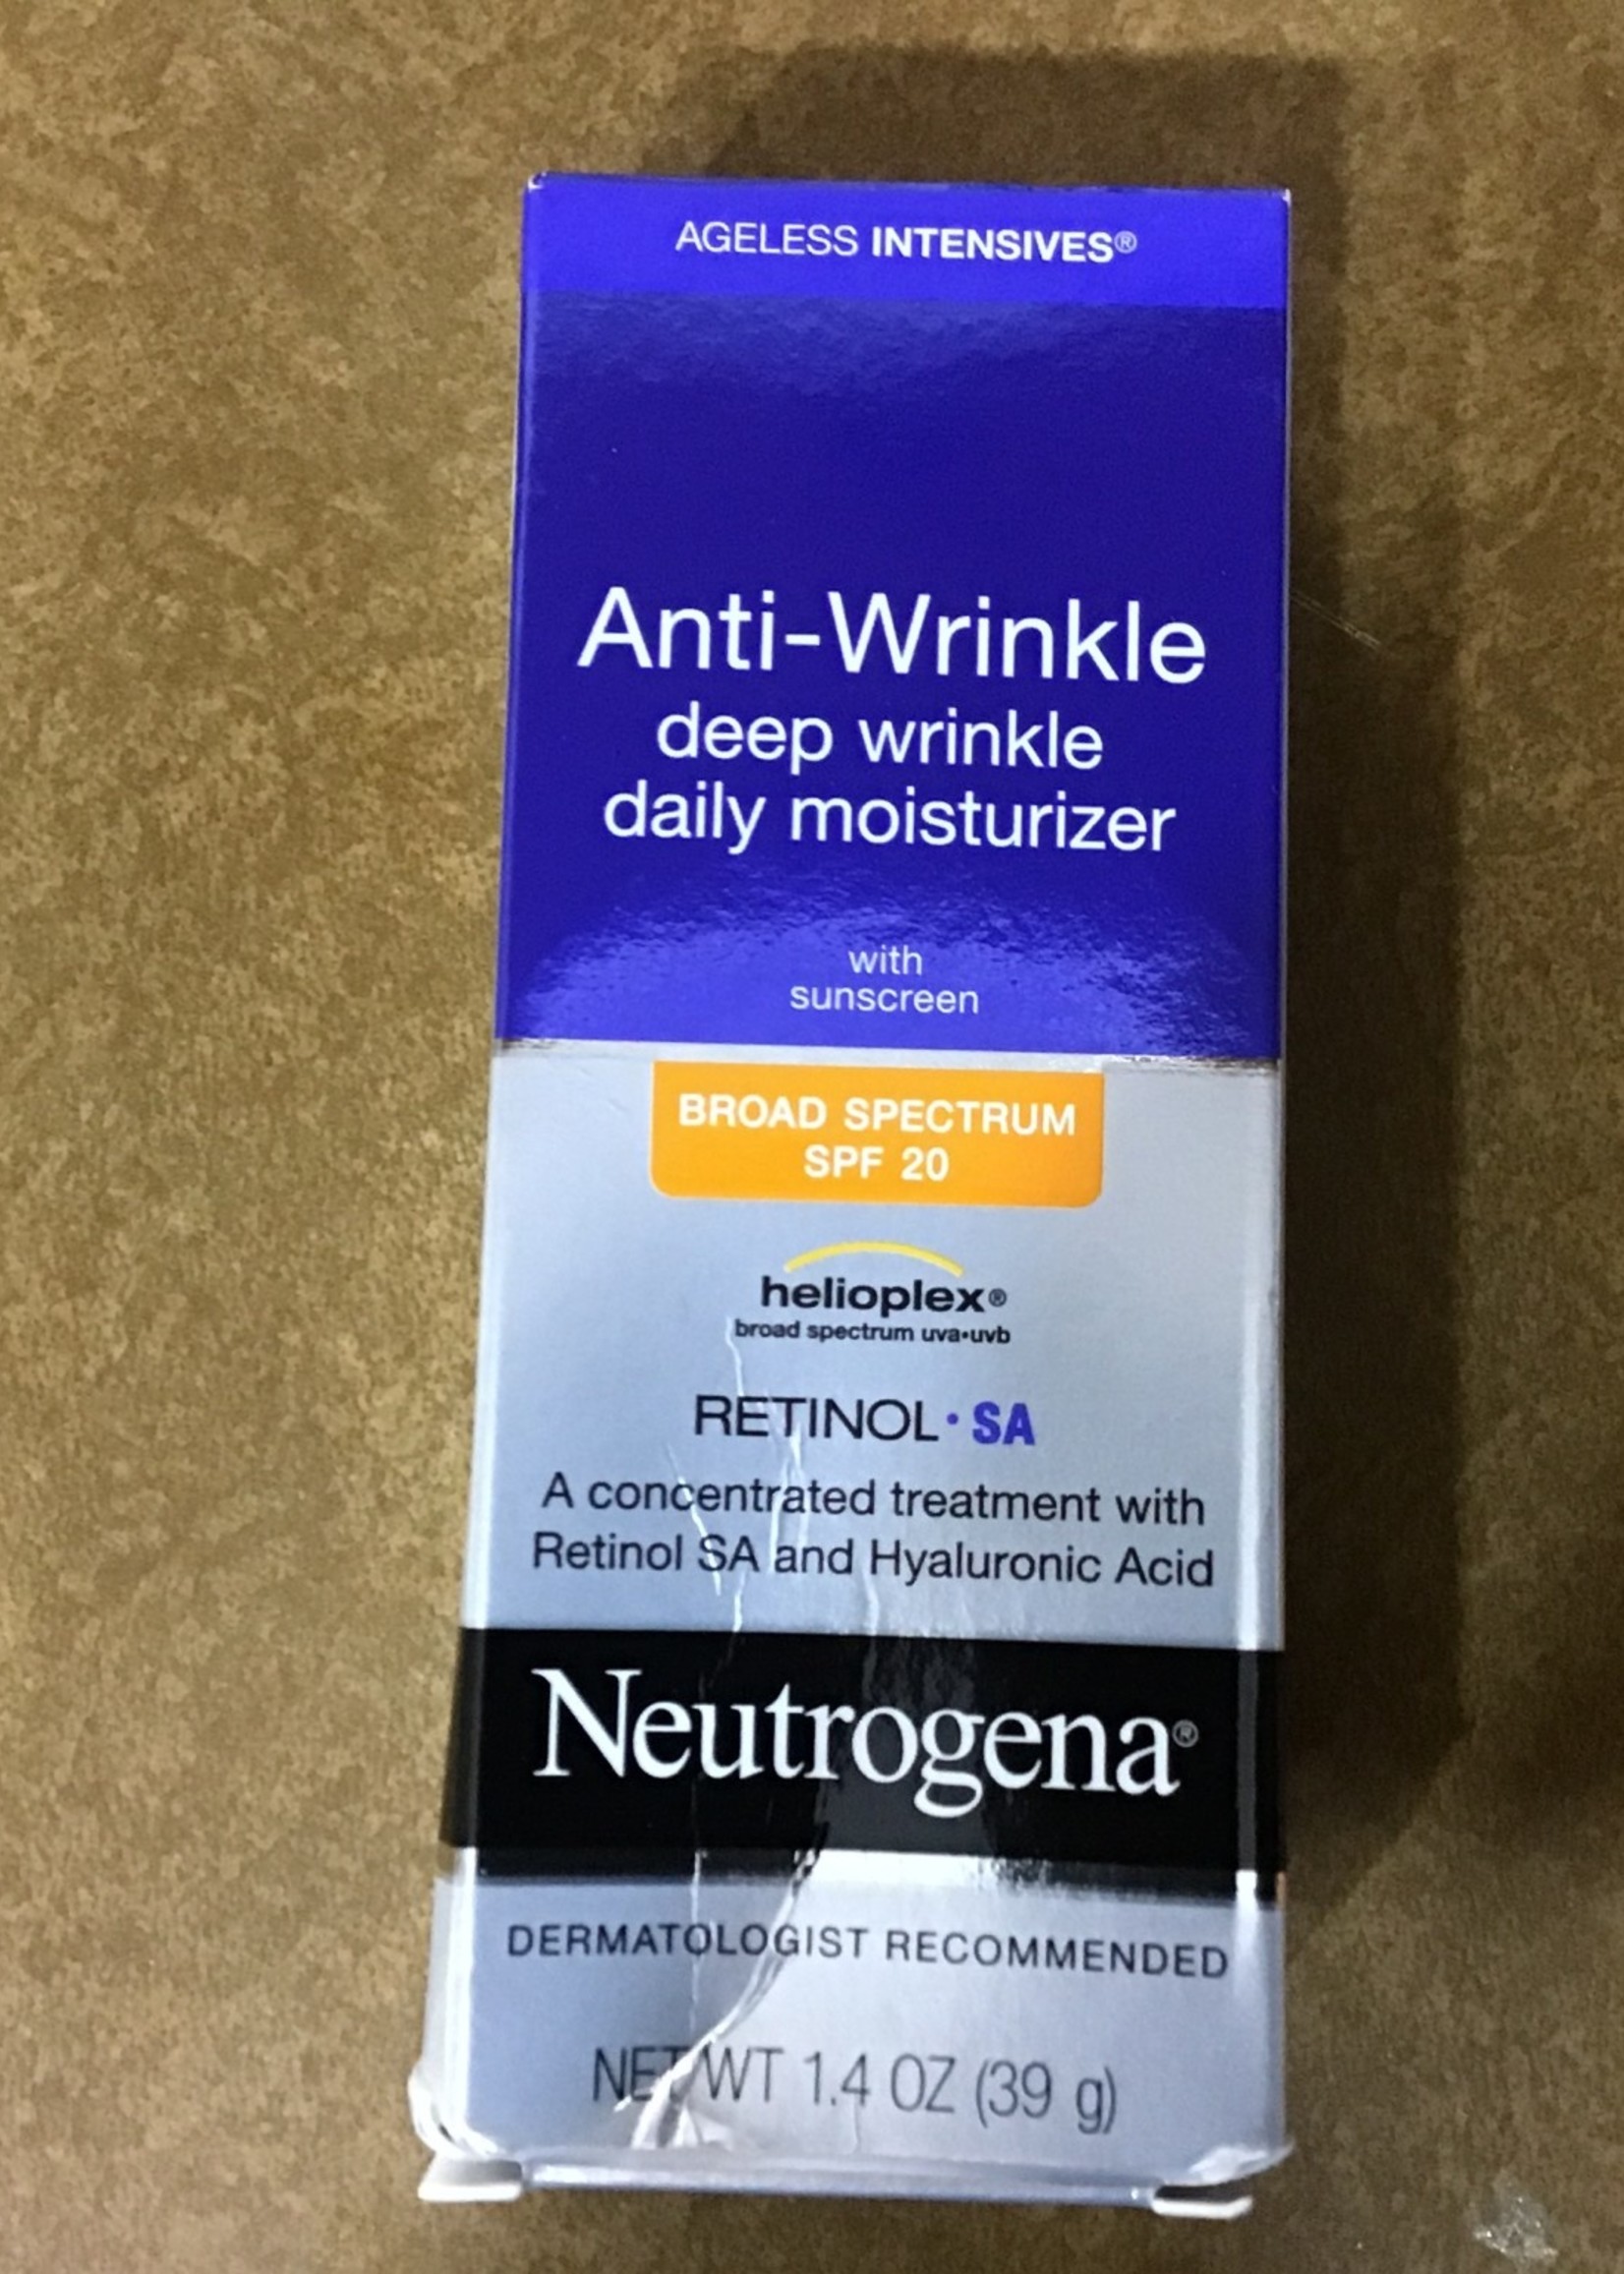 AGELESS INTENSIVES®
Anti-Wrinkle
deep wrinkle
daily moisturizer
with
sunscreen
BROAD SPECTRUM
SPF 20
helioplex®
broad spectrum uva•uvb
RETINOL • SA
A concentrated treatment with
Retinol SA and Hyaluronic Acid
Neutrogena®
DERMATOLOGIST RECOMMENDED
NET WT 1.4 OZ (39 g)